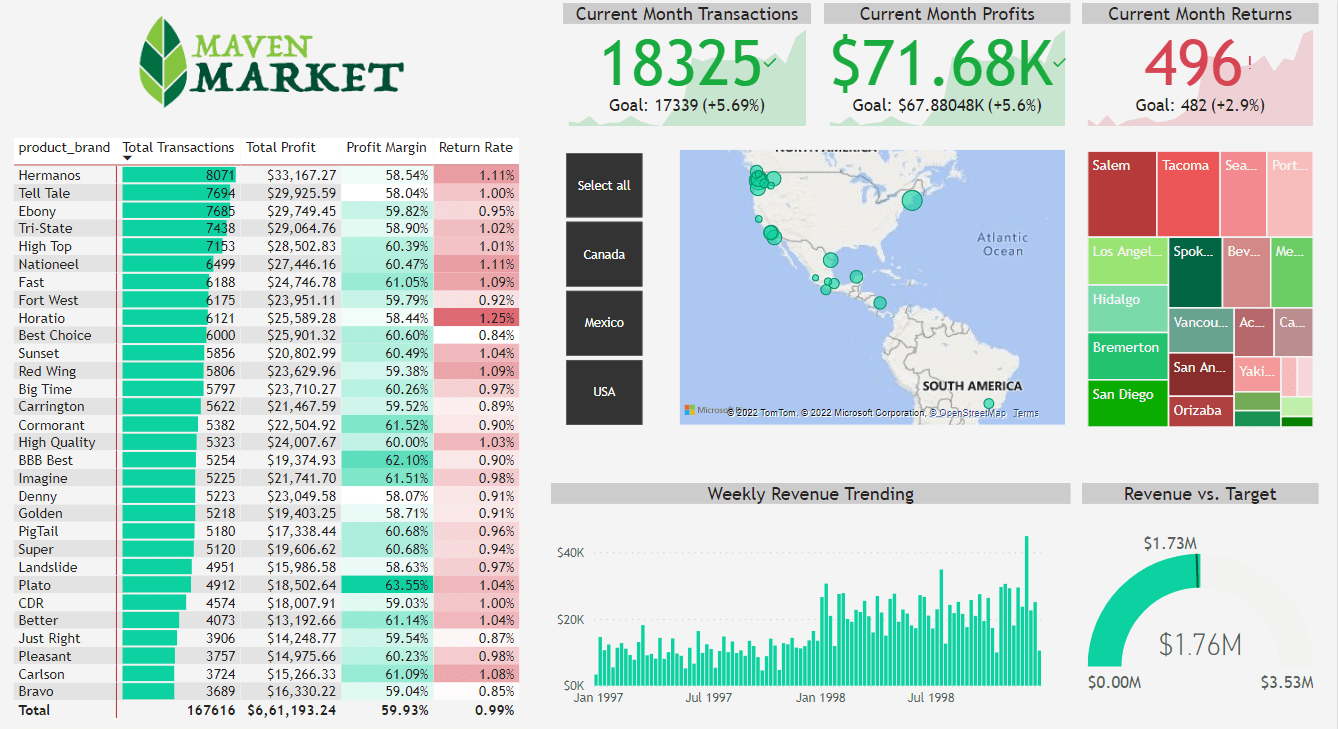 MAVEN
MARKET
Current Month Transactions
18325
Goal: 17339 (+5.69%)
Current Month Profits
$71.68K
Goal: $67.88048K (+5.6%)
Current Month Returns
496!
Goal: 482 (+2.9%)
product_brand Total Transactions Total Profit Profit Margin Return Rate
Hermanos 8071 $33,167.27 58.54% 1.11%
Tell Tale 7694 $29,925.59 58.04% 1.00%
Ebony 7685 $29,749.45 59.82% 0.95%
Tri-State 7438 $29,064.76 58.90% 1.02%
High Top 7153 $28,502.83 60.39% 1.01%
Nationeel 6499 $27,446.16 60.47% 1.11%
Fast 6188 $24,746.78 61.05% 1.09%
Fort West 6175 $23,951.11 59.79% 0.92%
Horatio 6121 $25,589.28 58.44% 1.25%
Best Choice 6000 $25,901.32 60.60% 0.84%
Sunset 5856 $20,802.99 60.49% 1.04%
Red Wing 5806 $23,629.96 59.38% 1.09%
Big Time 5797 $23,710.27 60.26% 0.97%
Carrington 5622 $21,467.59 59.52% 0.89%
Cormorant 5382 $22,504.92 61.52% 0.90%
High Quality 5323 $24,007.67 60.00% 1.03%
BBB Best 5254 $19,374.93 62.10% 0.90%
Imagine 5225 $21,741.70 61.51% 0.98%
Denny 5223 $23,049.58 58.07% 0.91%
Golden 5218 $19,403.25 58.71% 0.91%
PigTail 5180 $17,338.44 60.68% 0.96%
Super 5120 $19,606.62 60.68% 0.94%
Landslide 4951 $15,986.58 58.63% 0.97%
Plato 4912 $18,502.64 63.55% 1.04%
CDR 4574 $18,007.91 59.03% 1.00%
Better 4073 $13,192.66 61.14% 1.04%
Just Right 3906 $14,248.77 59.54% 0.87%
Pleasant 3757 $14,975.66 60.23% 0.98%
Carlson 3724 $15,266.33 61.09% 1.08%
Bravo 3689 $16,330.22 59.04% 0.85%
Total 167616 $6,61,193.24 59.93% 0.99%
Select all
Canada
Mexico
USA
NORTH AMERICA
Atlantic
Ocean
SOUTH AMERICA
© 2022 TomTom, © 2022 Microsoft Corporation, © OpenStreetMap Terms
Salem
Tacoma
Sea...
Port...
Los Angel...
Spok...
Bev...
Me...
Hidalgo
Vancou...
Ac...
Ca...
Bremerton
San An...
Yaki...
San Diego
Orizaba
Weekly Revenue Trending
$40K
$20K
$0K
Jan 1997 Jul 1997 Jan 1998 Jul 1998
Revenue vs. Target
$1.73M
$1.76M
$0.00M $3.53M